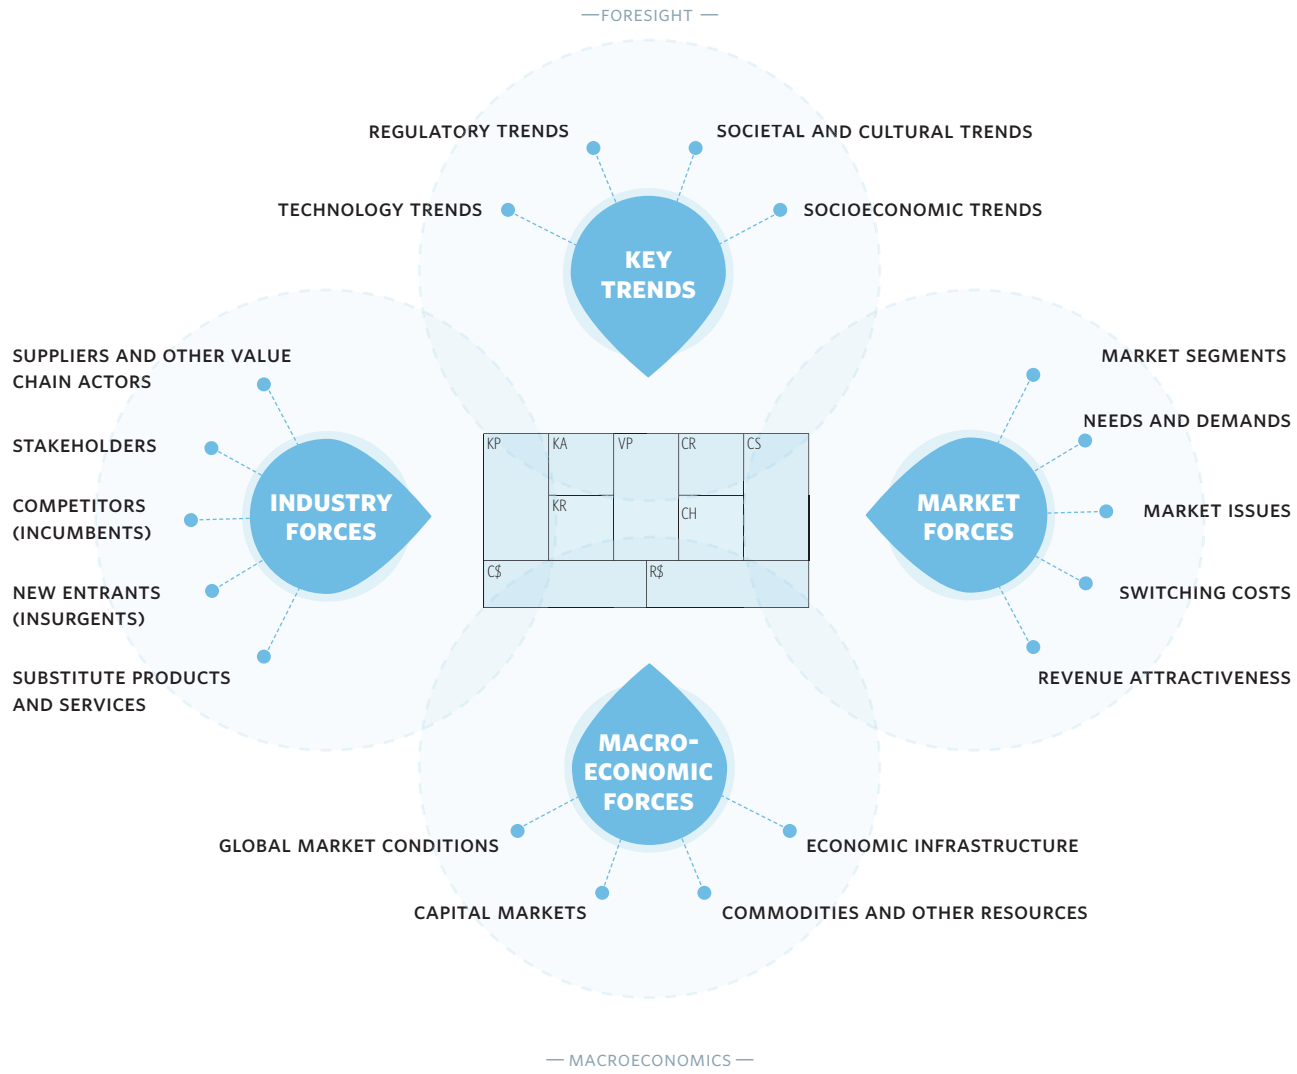 — FORESIGHT —
REGULATORY TRENDS
SOCIETAL AND CULTURAL TRENDS
TECHNOLOGY TRENDS
SOCIOECONOMIC TRENDS
KEY
TRENDS
SUPPLIERS AND OTHER VALUE
CHAIN ACTORS
STAKEHOLDERS
COMPETITORS
(INCUMBENTS)
NEW ENTRANTS
(INSURGENTS)
SUBSTITUTE PRODUCTS
AND SERVICES
INDUSTRY
FORCES
KP
KA
VP
CR
CS
KR
CH
C$
R$
MARKET
FORCES
MARKET SEGMENTS
NEEDS AND DEMANDS
MARKET ISSUES
SWITCHING COSTS
REVENUE ATTRACTIVENESS
MACRO-
ECONOMIC
FORCES
GLOBAL MARKET CONDITIONS
ECONOMIC INFRASTRUCTURE
CAPITAL MARKETS
COMMODITIES AND OTHER RESOURCES
— MACROECONOMICS —